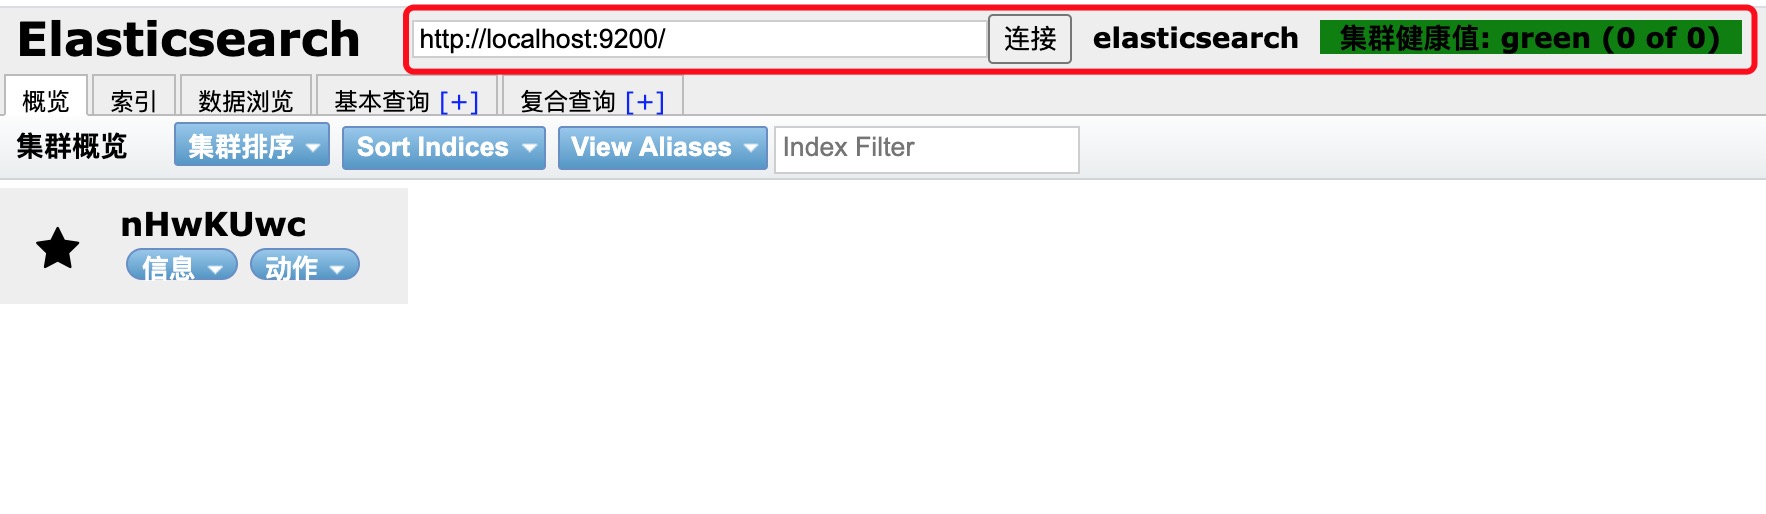 Elasticsearch http://localhost:9200/ 连接 elasticsearch 集群健康值: green (0 of 0)
概览 索引 数据浏览 基本查询 [+] 复合查询 [+]
集群概览 集群排序 Sort Indices View Aliases Index Filter
nHwKUwc
信息 动作